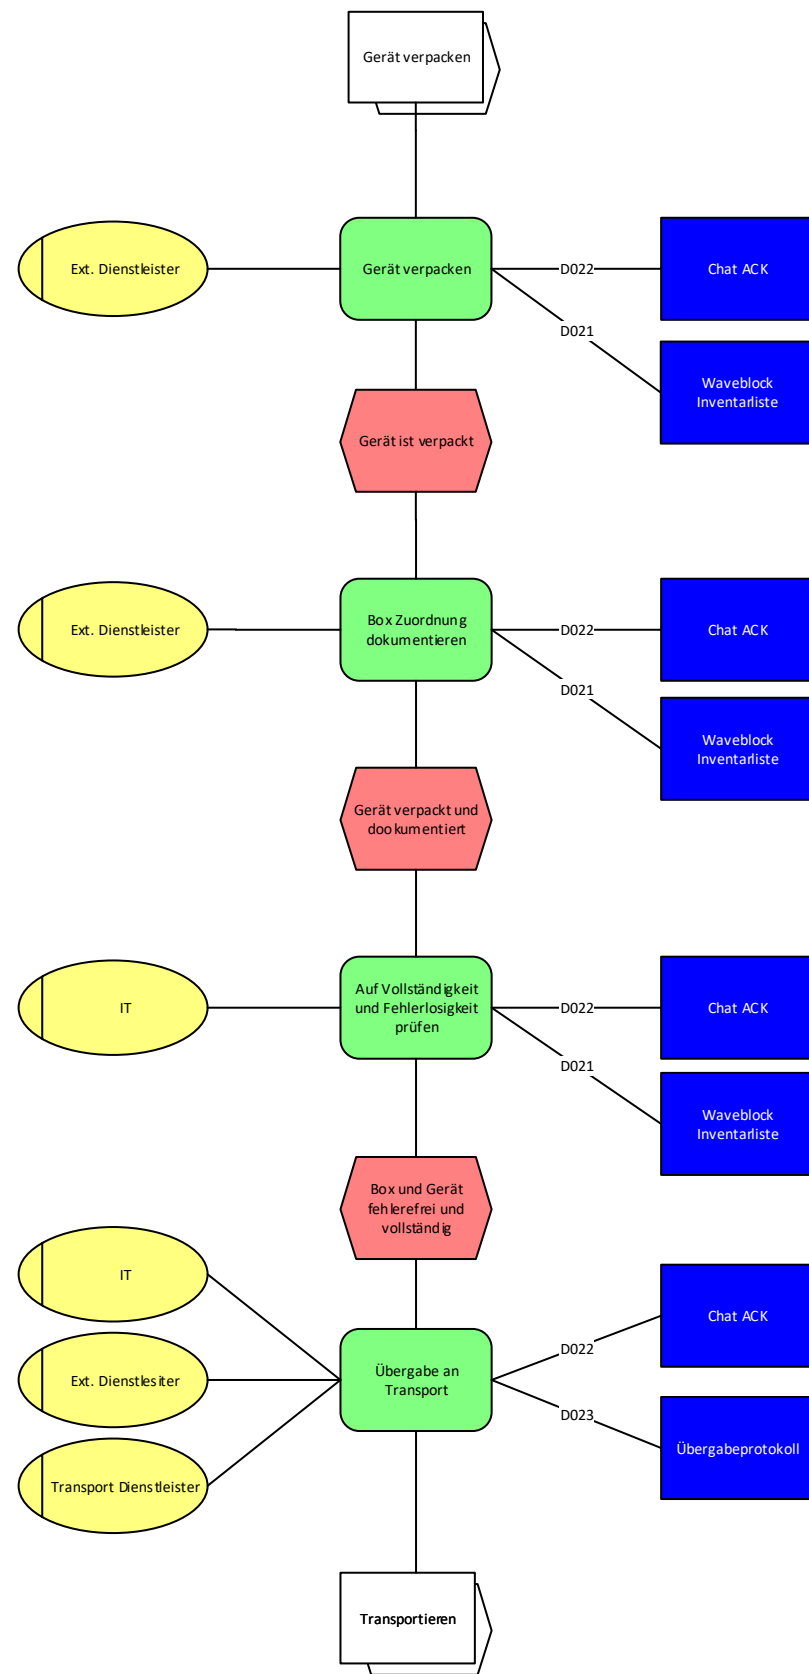 Gerät verpacken
Ext. Dienstleister
Gerät verpacken
D022
Chat ACK
D021
Waveblock
Inventarliste
Gerät ist verpackt
Ext. Dienstleister
Box Zuordnung
dokumentieren
D022
Chat ACK
D021
Waveblock
Inventarliste
Gerät verpackt und
dookumentiert
IT
Auf Vollständigkeit
und Fehlerlosigkeit
prüfen
D022
Chat ACK
D021
Waveblock
Inventarliste
Box und Gerät
fehlerefrei und
vollständig
IT
Ext. Dienstlesiter
Transport Dienstleister
Übergabe an
Transport
D022
Chat ACK
D023
Übergabeprotokoll
Transportieren